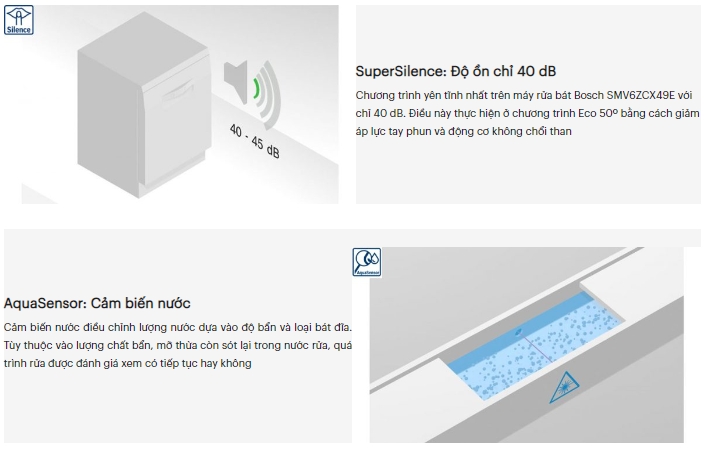 Silence
40 - 45 dB
SuperSilence: Độ ồn chỉ 40 dB
Chương trình yên tĩnh nhất trên máy rửa bát Bosch SMV6ZCX49E với
chỉ 40 dB. Điều này thực hiện ở chương trình Eco 50º bằng cách giảm
áp lực tay phun và động cơ không chổi than
AquaSensor: Cảm biến nước
Cảm biến nước điều chỉnh lượng nước dựa vào độ bẩn và loại bát đĩa.
Tùy thuộc vào lượng chất bẩn, mỡ thừa còn sót lại trong nước rửa, quá
trình rửa được đánh giá xem có tiếp tục hay không
AquaSensor